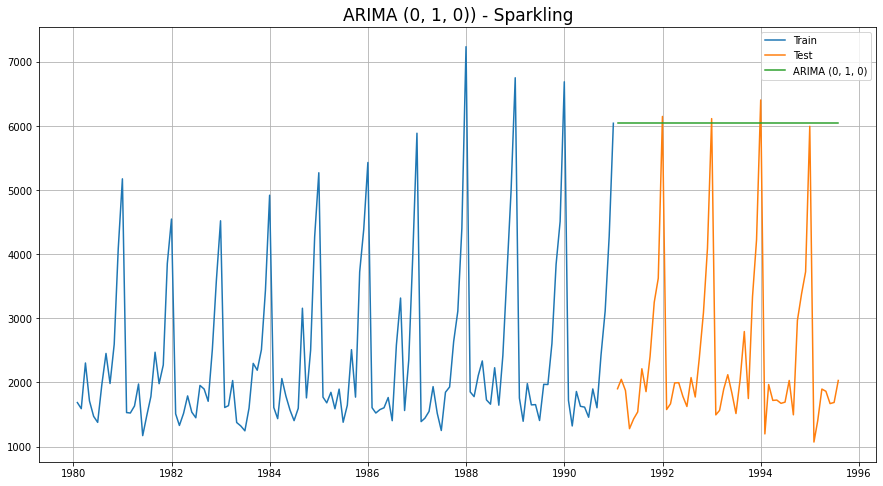 ARIMA (0, 1, 0)) - Sparkling
Train
Test
ARIMA (0, 1, 0)
7000
6000
5000
4000
3000
2000
1000
1980 1982 1984 1986 1988 1990 1992 1994 1996